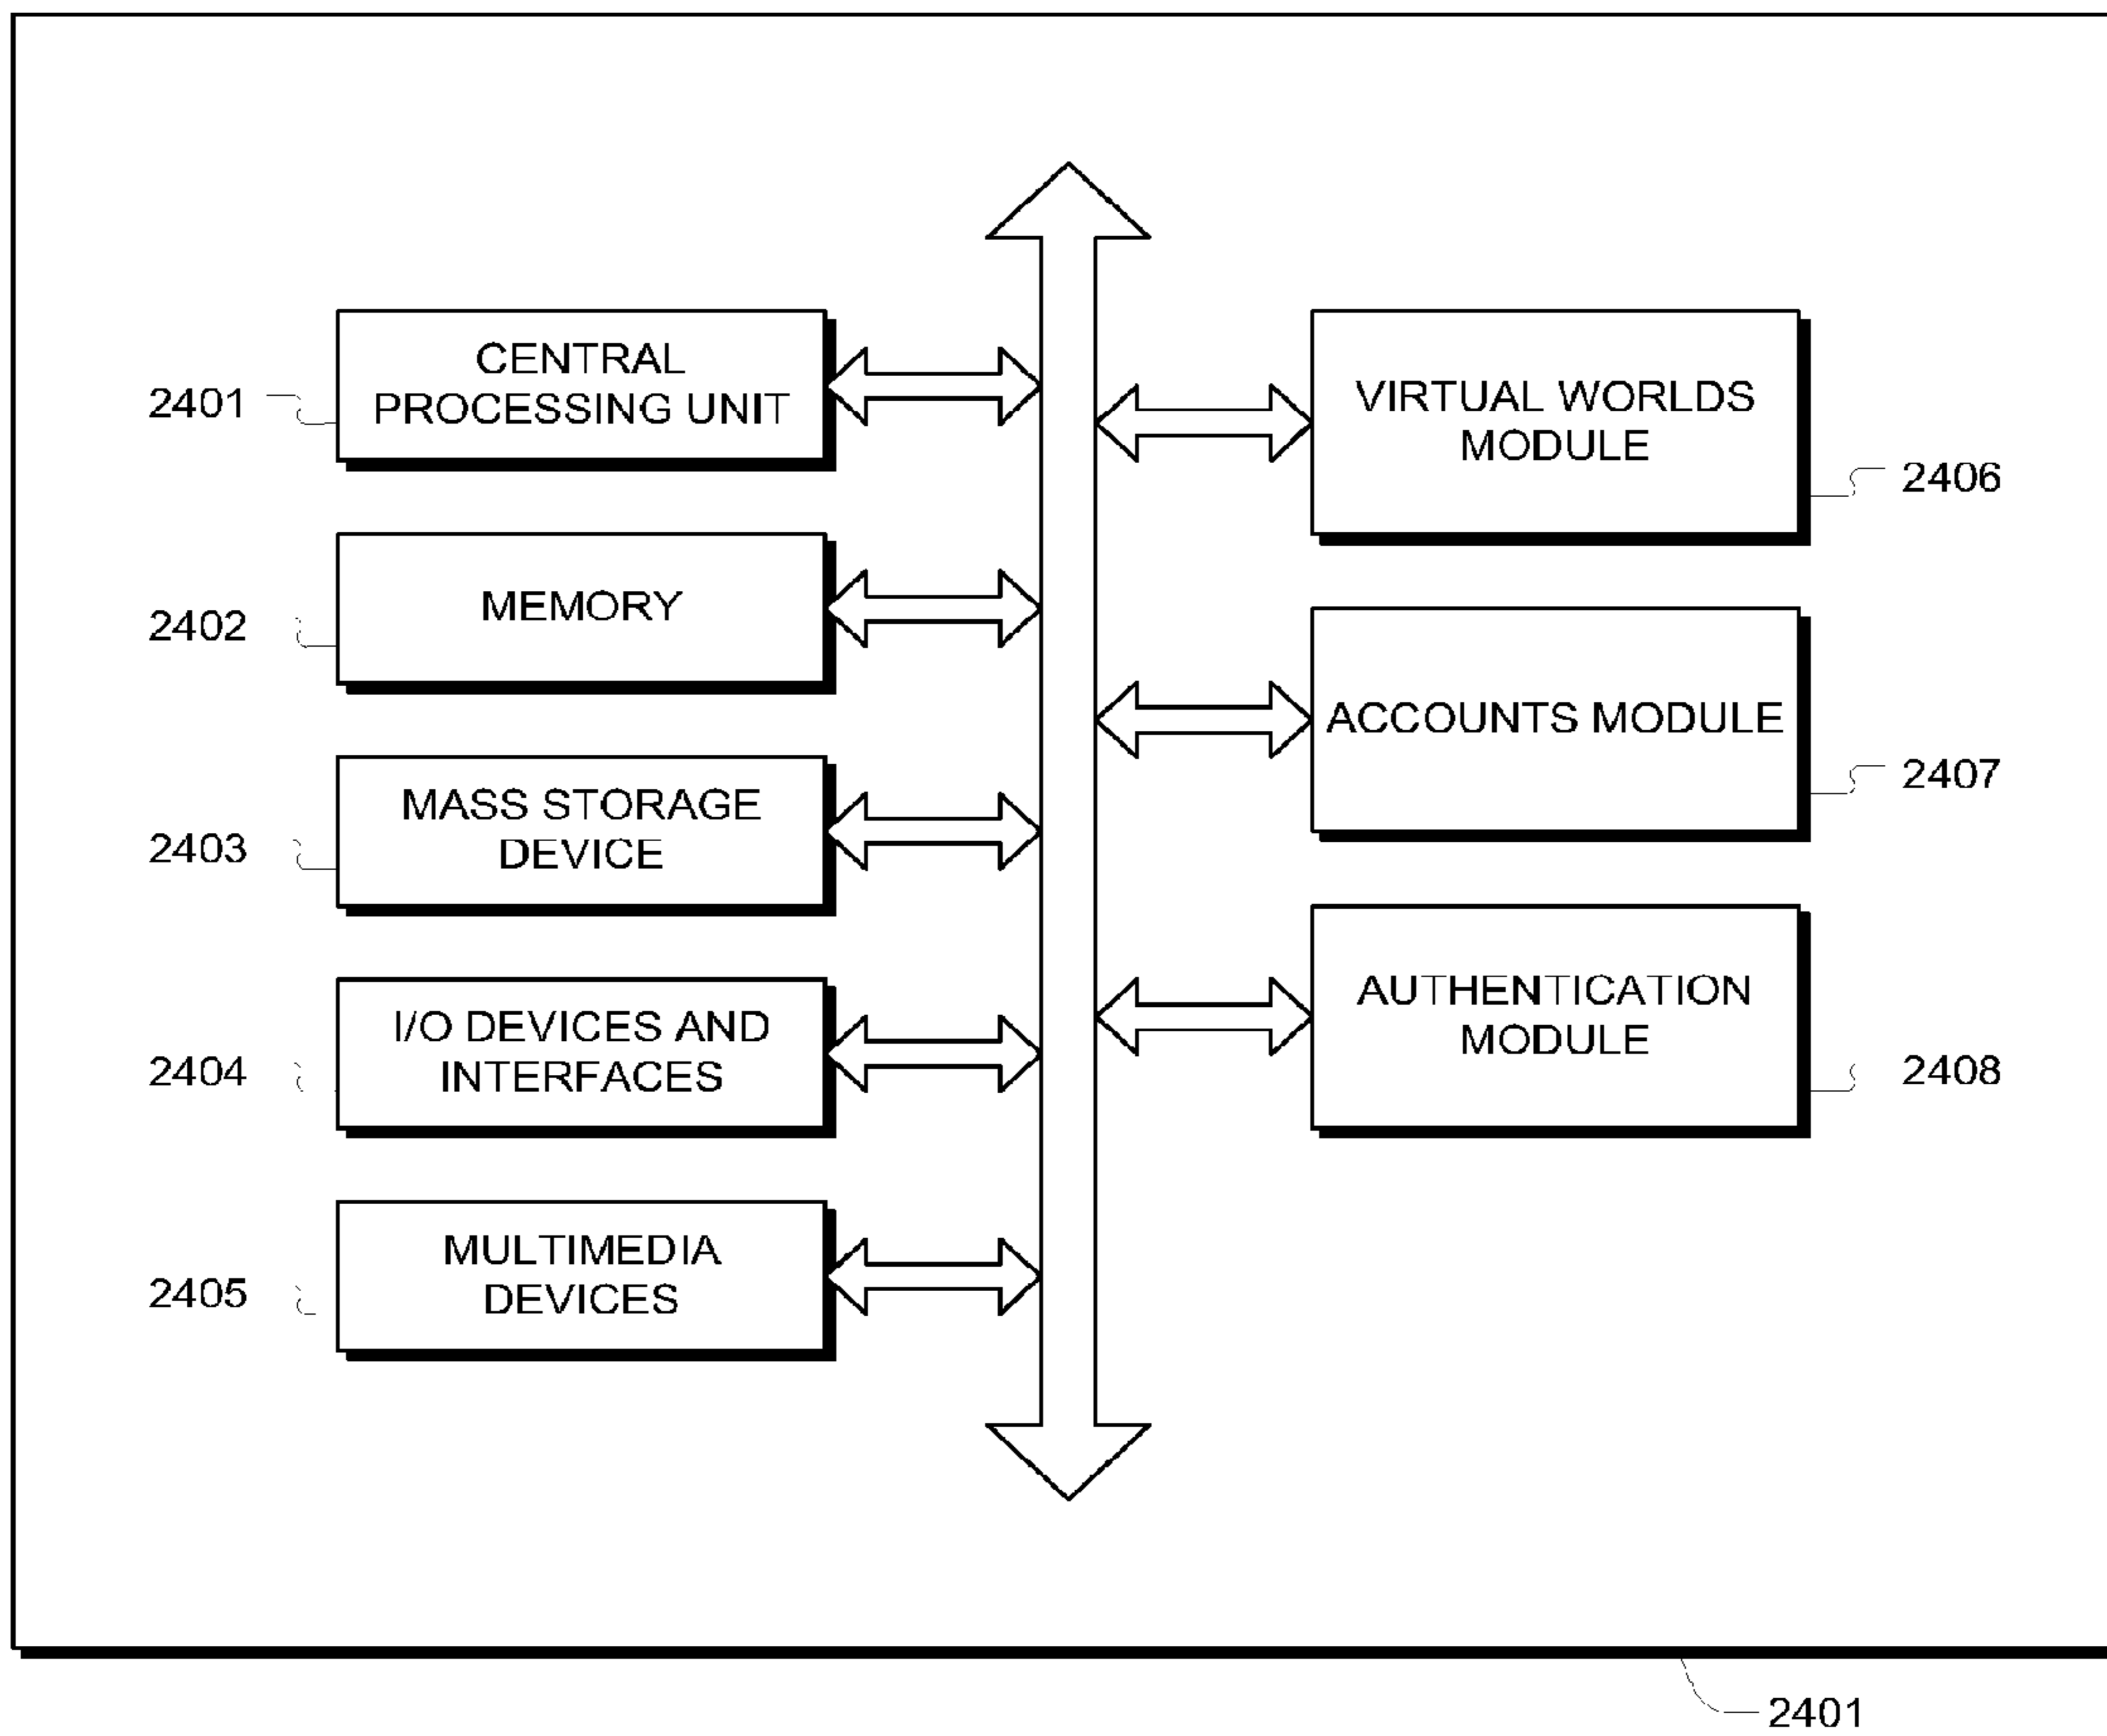 CENTRAL
PROCESSING UNIT
2401
MEMORY
2402
MASS STORAGE
DEVICE
2403
I/O DEVICES AND
INTERFACES
2404
MULTIMEDIA
DEVICES
2405
VIRTUAL WORLDS
MODULE
2406
ACCOUNTS MODULE
2407
AUTHENTICATION
MODULE
2408
2401